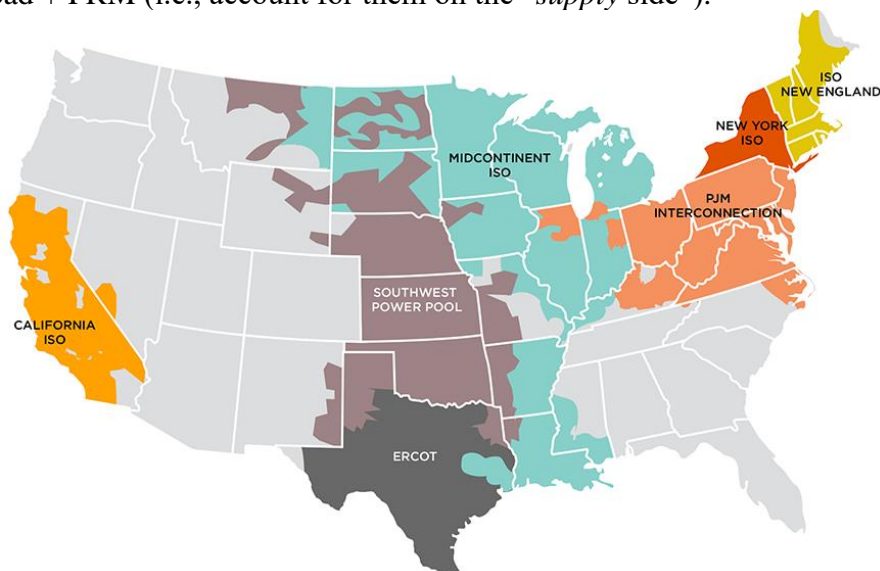 oad + PRM (i.e., account for them on the "supply side").
ISO
NEW ENGLAND
NEW YORK
ISO
MIDCONTINENT
ISO
PJM
INTERCONNECTION
SOUTHWEST
POWER POOL
CALIFORNIA
ISO
ERCOT